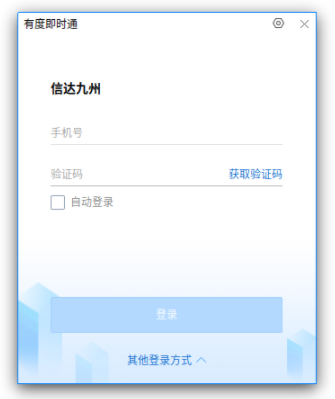 有度即时通
信达九州
手机号
验证码 获取验证码
自动登录
登录
其他登录方式